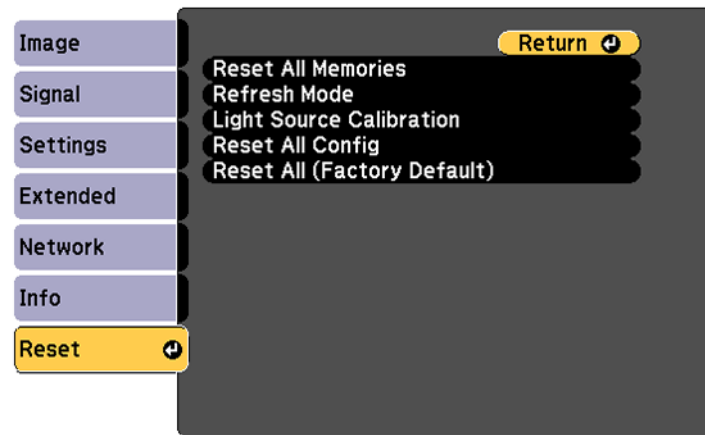 Image
Signal
Settings
Extended
Network
Info
Reset
Return
Reset All Memories
Refresh Mode
Light Source Calibration
Reset All Config
Reset All (Factory Default)